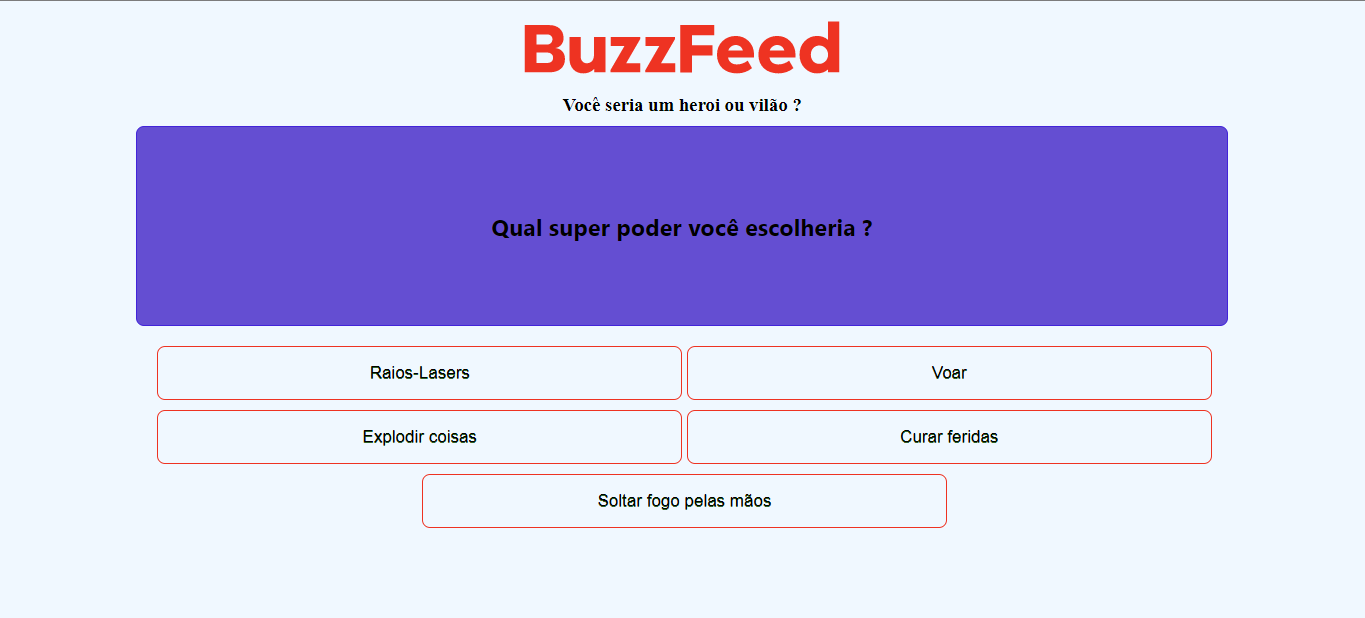 BuzzFeed
Você seria um heroi ou vilão ?
Qual super poder você escolheria ?
Raios-Lasers
Voar
Explodir coisas
Curar feridas
Soltar fogo pelas mãos